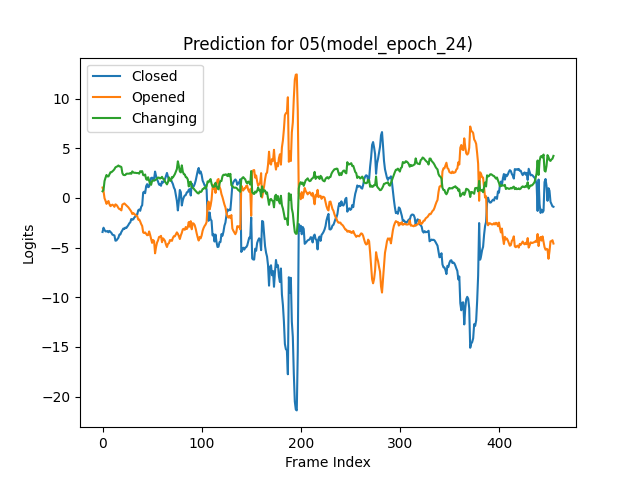 Prediction for 05(model_epoch_24)
Closed
Opened
Changing
10
5
0
−5
−10
−15
−20
Logits
0 100 200 300 400
Frame Index